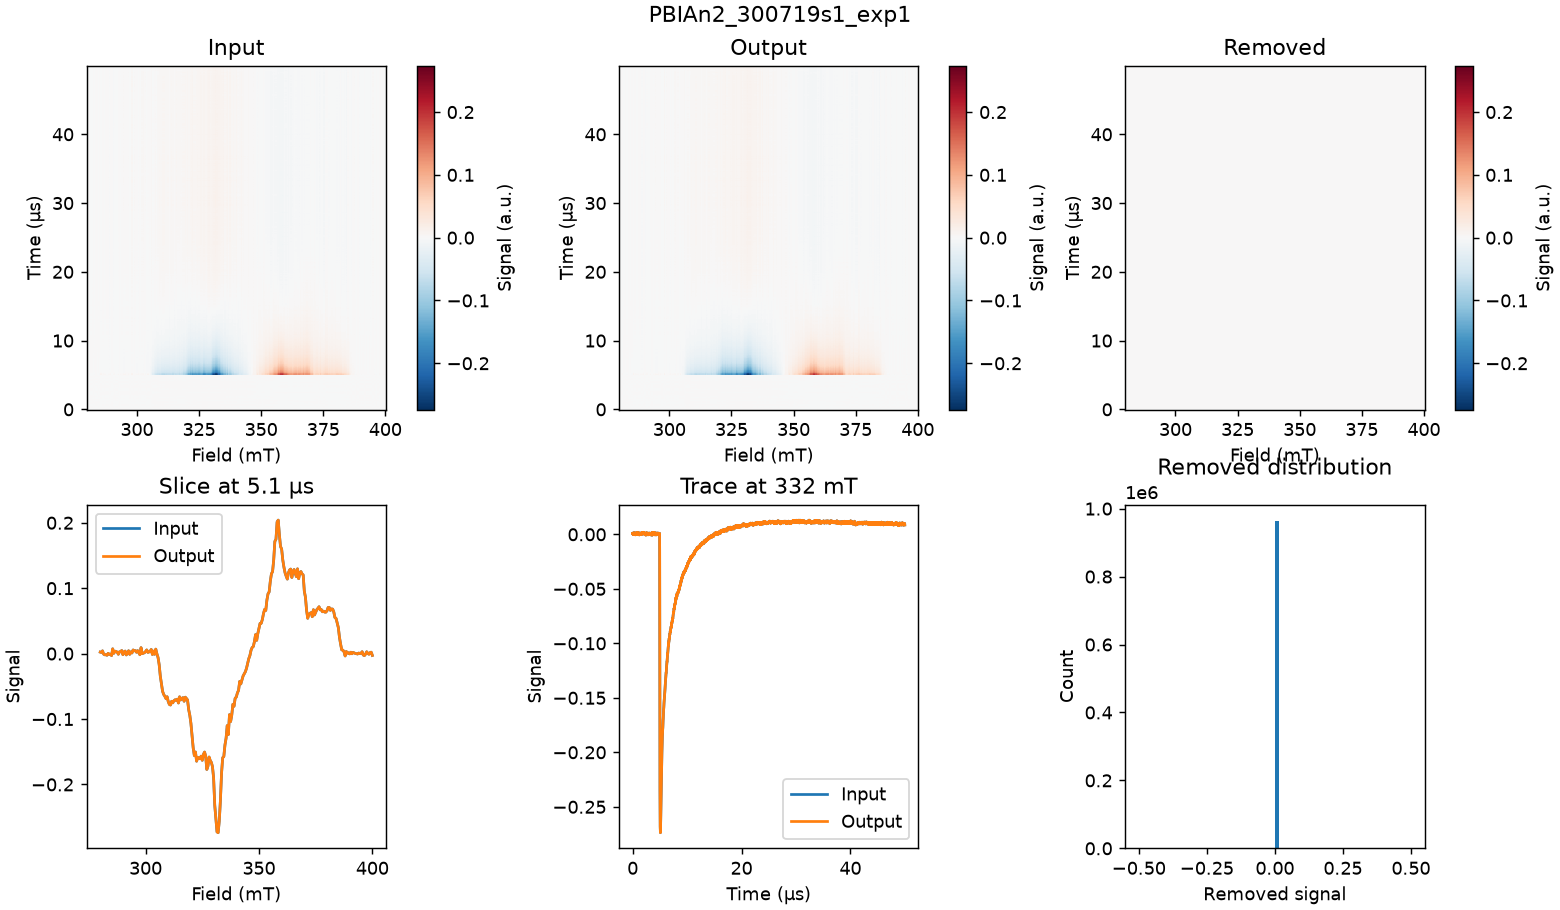 PBIAn2_300719s1_exp1
Input
Output
Removed
Time (μs)
40
30
20
10
0
300 325 350 375 400
Field (mT)
0.2
0.1
0.0
−0.1
−0.2
Signal (a.u.)
Time (μs)
40
30
20
10
0
300 325 350 375 400
Field (mT)
0.2
0.1
0.0
−0.1
−0.2
Signal (a.u.)
Time (μs)
40
30
20
10
0
300 325 350 375 400
Field (mT)
0.2
0.1
0.0
−0.1
−0.2
Signal (a.u.)
Slice at 5.1 μs
Input
Output
Signal
0.2
0.1
0.0
−0.1
−0.2
300 350 400
Field (mT)
Trace at 332 mT
Signal
0.00
−0.05
−0.10
−0.15
−0.20
−0.25
Input
Output
0 20 40
Time (μs)
Removed distribution
1e6
Count
1.0
0.8
0.6
0.4
0.2
0.0
−0.50 −0.25 0.00 0.25 0.50
Removed signal